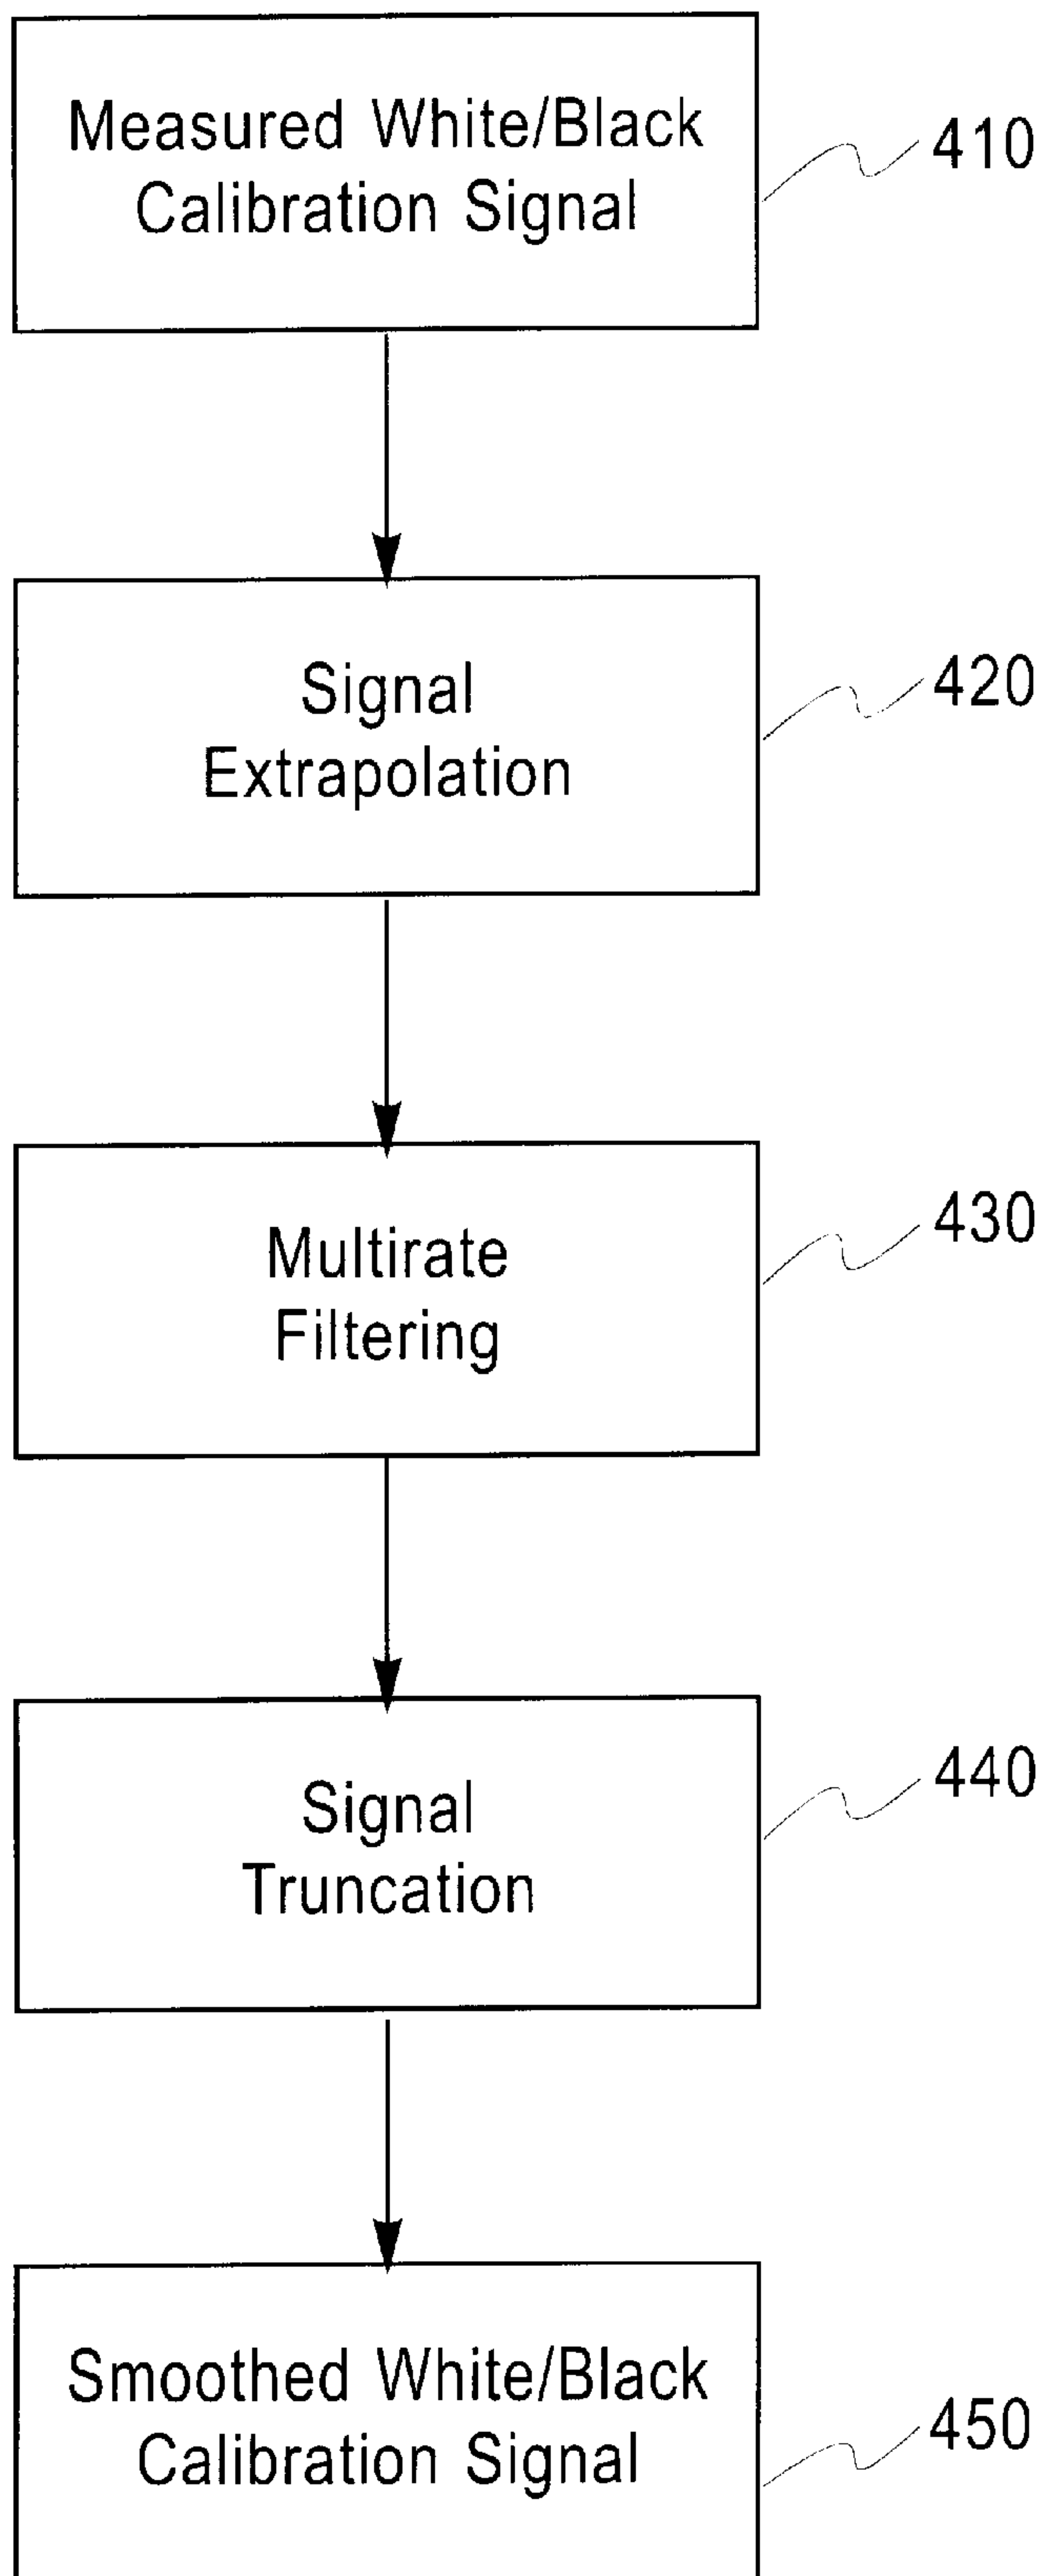 Measured White/Black
Calibration Signal
410
Signal
Extrapolation
420
Multirate
Filtering
430
Signal
Truncation
440
Smoothed White/Black
Calibration Signal
450